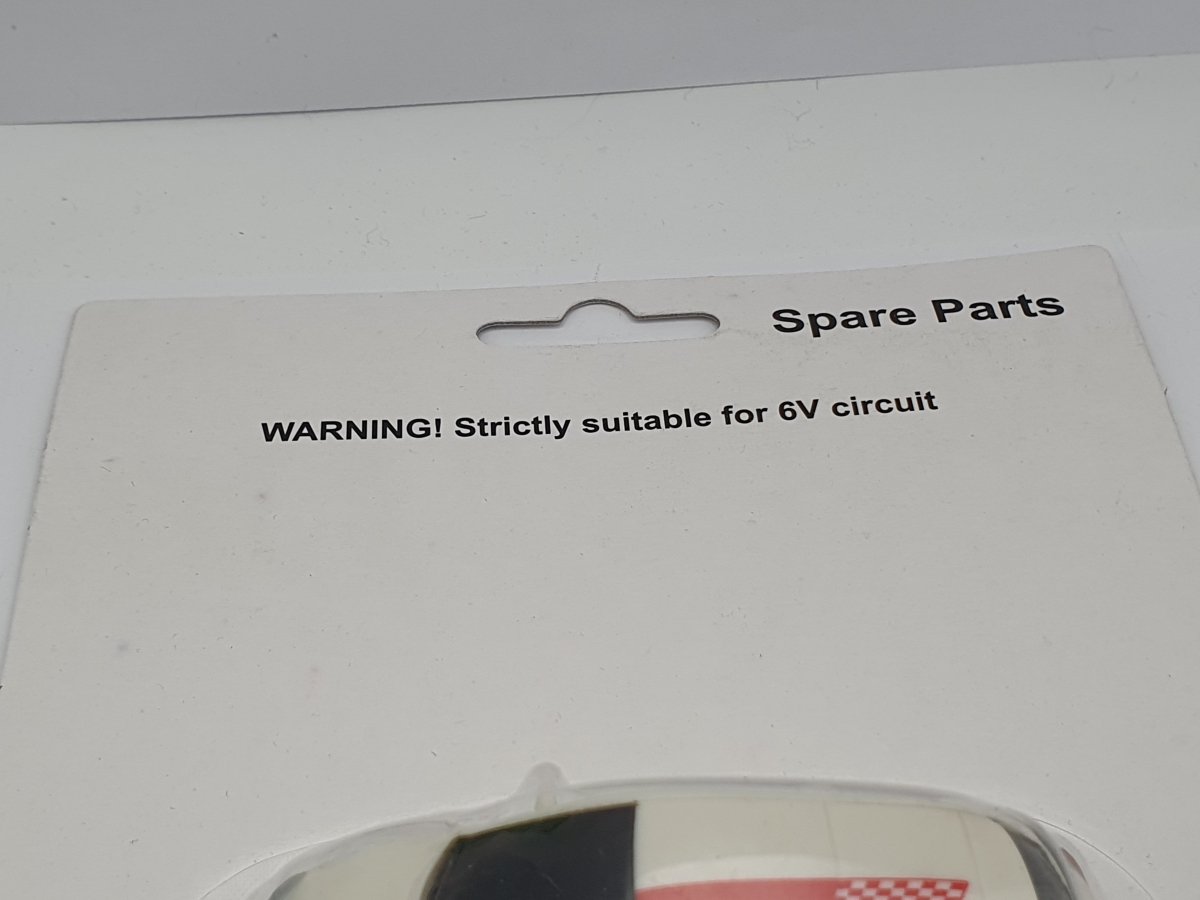 Spare Parts
WARNING! Strictly suitable for 6V circuit